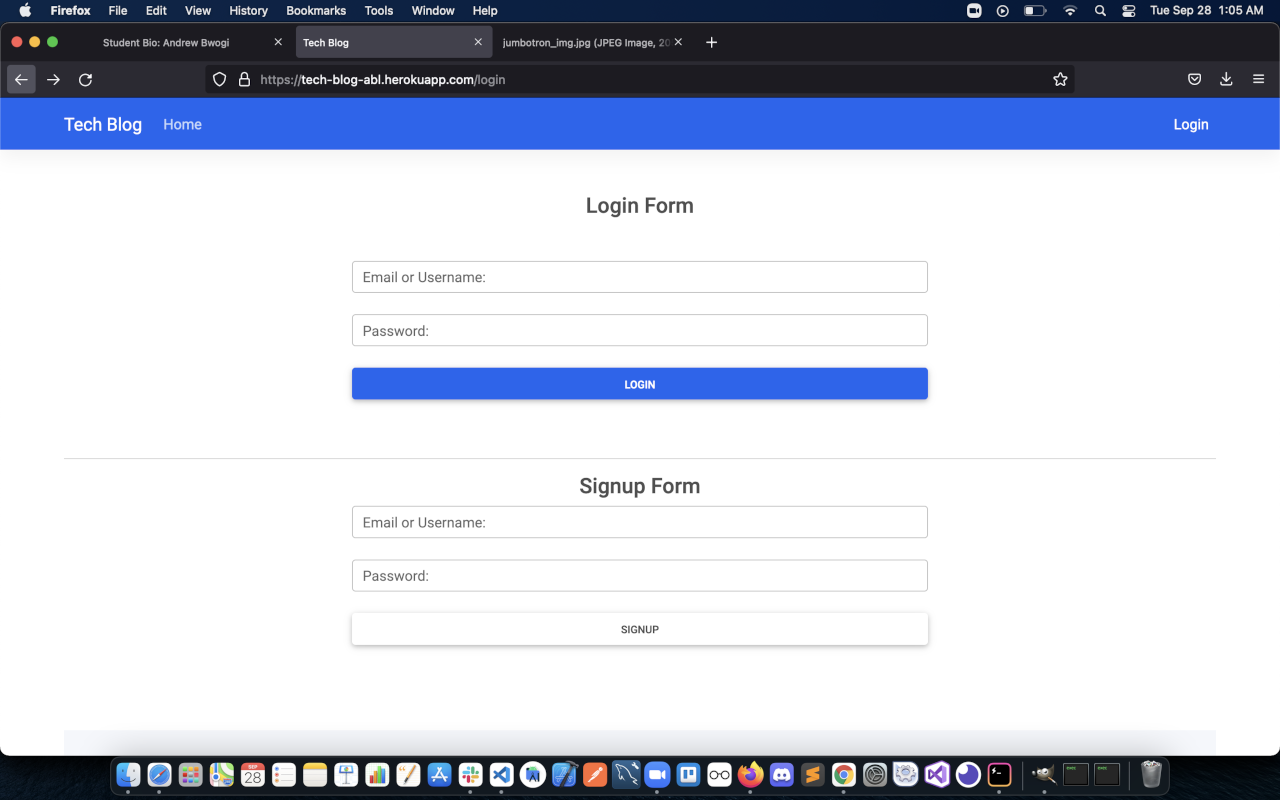 Firefox File Edit View History Bookmarks Tools Window Help Tue Sep 28 1:05 AM
Student Bio: Andrew Bwogi Tech Blog jumbotron_img.jpg (JPEG Image, 20
https://tech-blog-abl.herokuapp.com/login
Tech Blog Home Login
Login Form
Email or Username:
Password:
LOGIN
Signup Form
Email or Username:
Password:
SIGNUP
SEP
28